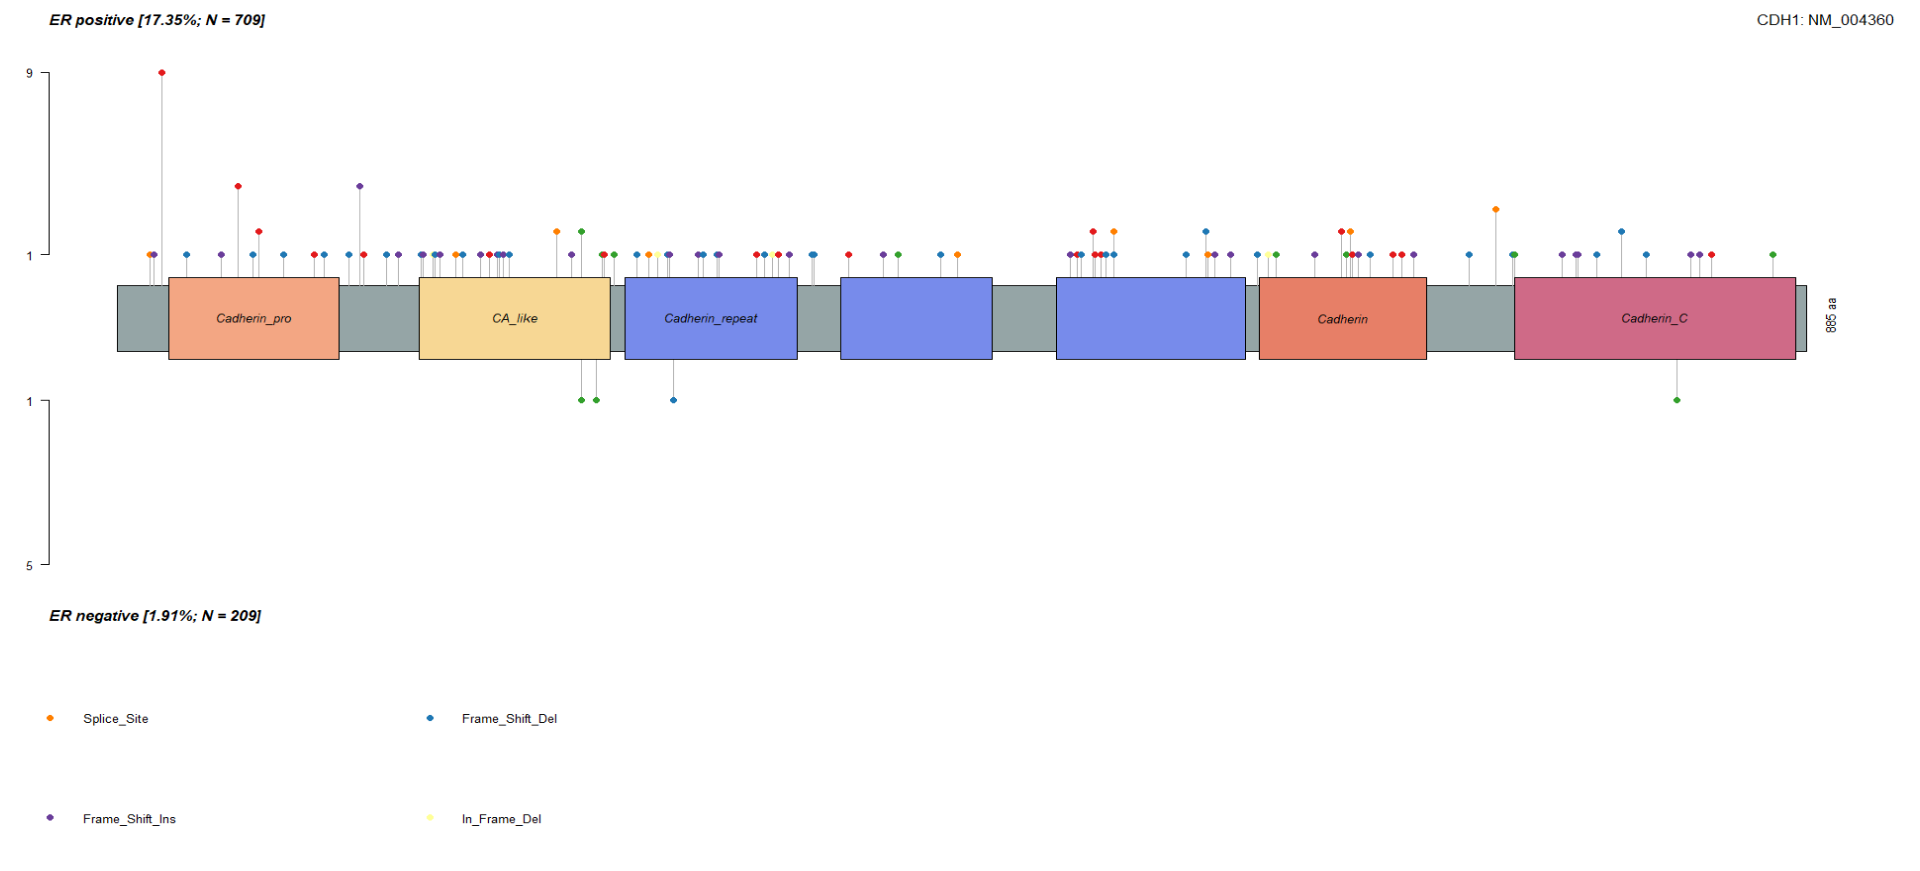 ER positive [17.35%; N = 709]
CDH1: NM_004360
9
1
Cadherin_pro
CA_like
Cadherin_repeat
Cadherin
Cadherin_C
885 aa
1
5
ER negative [1.91%; N = 209]
Splice_Site
Frame_Shift_Del
Frame_Shift_Ins
In_Frame_Del